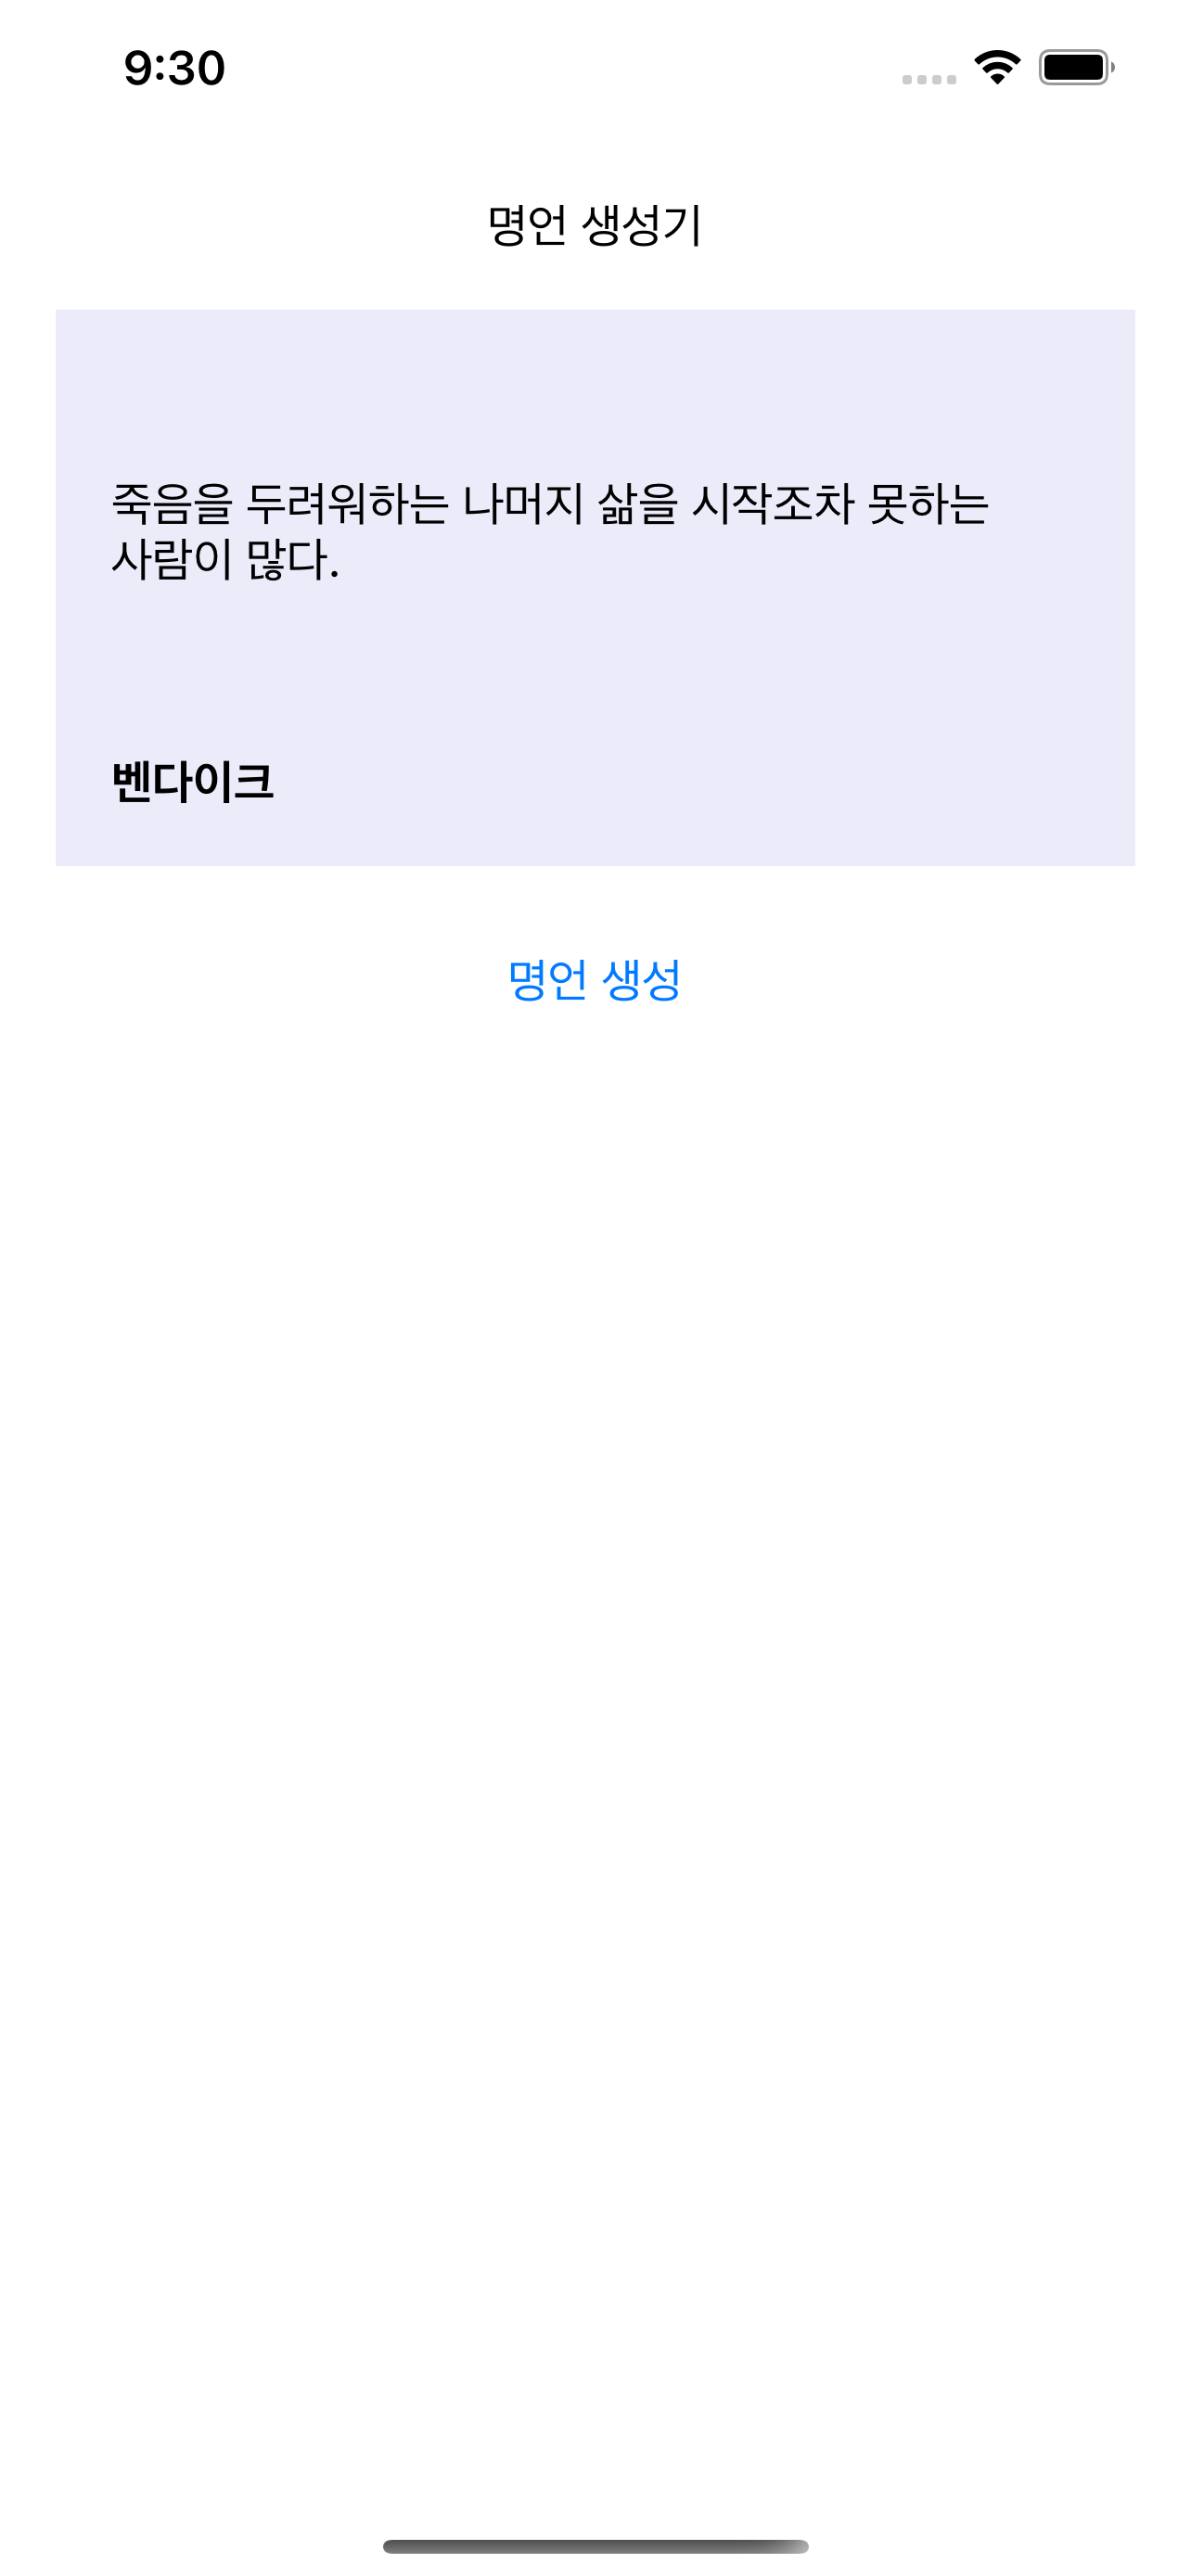 9:30
명언 생성기
죽음을 두려워하는 나머지 삶을 시작조차 못하는
사람이 많다.
벤다이크
명언 생성